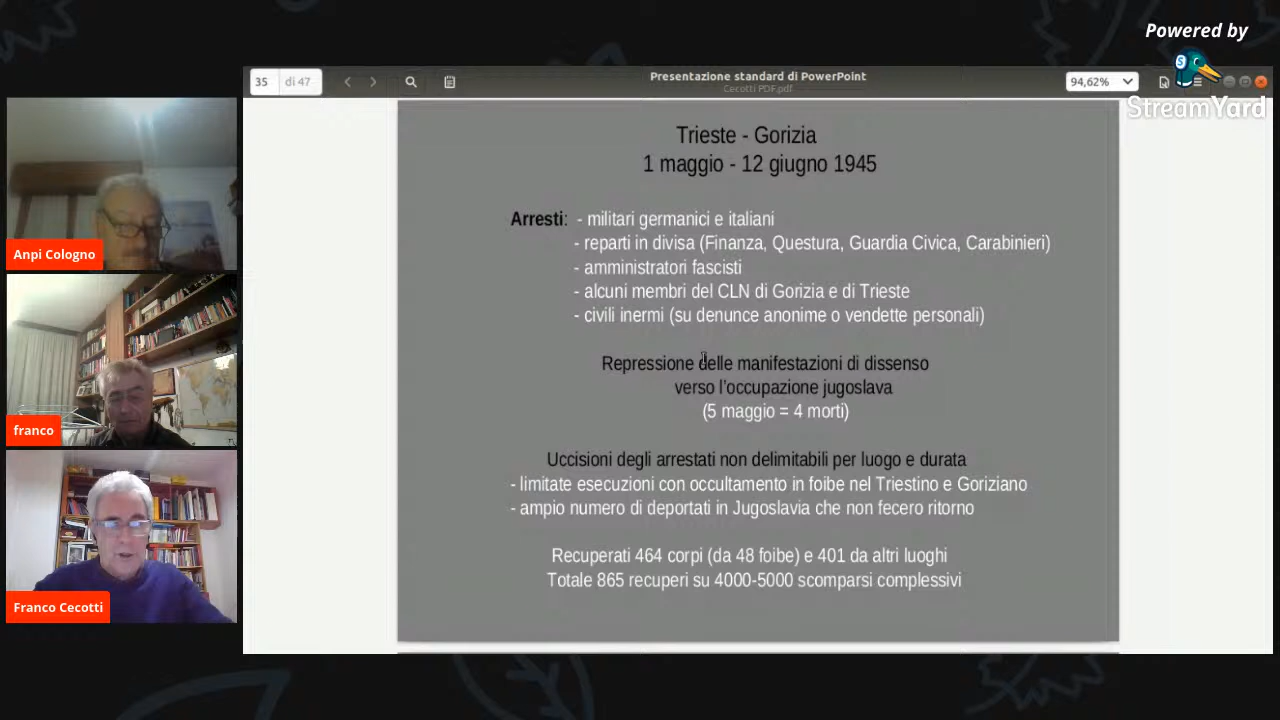 Powered by
StreamYard
35 di 47
Presentazione standard di PowerPoint
Cecotti PDF.pdf
94,62%
Trieste - Gorizia
1 maggio - 12 giugno 1945
Arresti: - militari germanici e italiani
- reparti in divisa (Finanza, Questura, Guardia Civica, Carabinieri)
- amministratori fascisti
- alcuni membri del CLN di Gorizia e di Trieste
- civili inermi (su denunce anonime o vendette personali)
Repressione delle manifestazioni di dissenso
verso l'occupazione jugoslava
(5 maggio = 4 morti)
Uccisioni degli arrestati non delimitabili per luogo e durata
- limitate esecuzioni con occultamento in foibe nel Triestino e Goriziano
- ampio numero di deportati in Jugoslavia che non fecero ritorno
Recuperati 464 corpi (da 48 foibe) e 401 da altri luoghi
Totale 865 recuperi su 4000-5000 scomparsi complessivi
Anpi Cologno
franco
Franco Cecotti